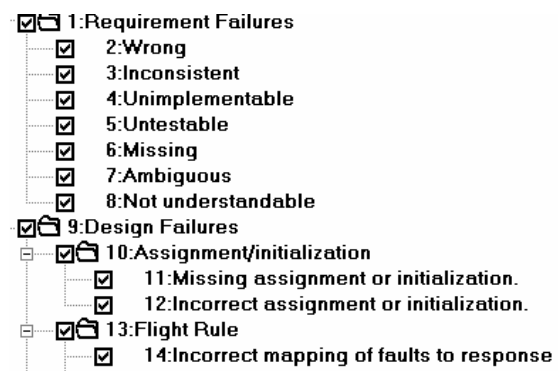 1:Requirement Failures
2:Wrong
3:Inconsistent
4:Unimplementable
5:Untestable
6:Missing
7:Ambiguous
8:Not understandable
9:Design Failures
10:Assignment/initialization
11:Missing assignment or initialization.
12:Incorrect assignment or initialization.
13:Flight Rule
14:Incorrect mapping of faults to response